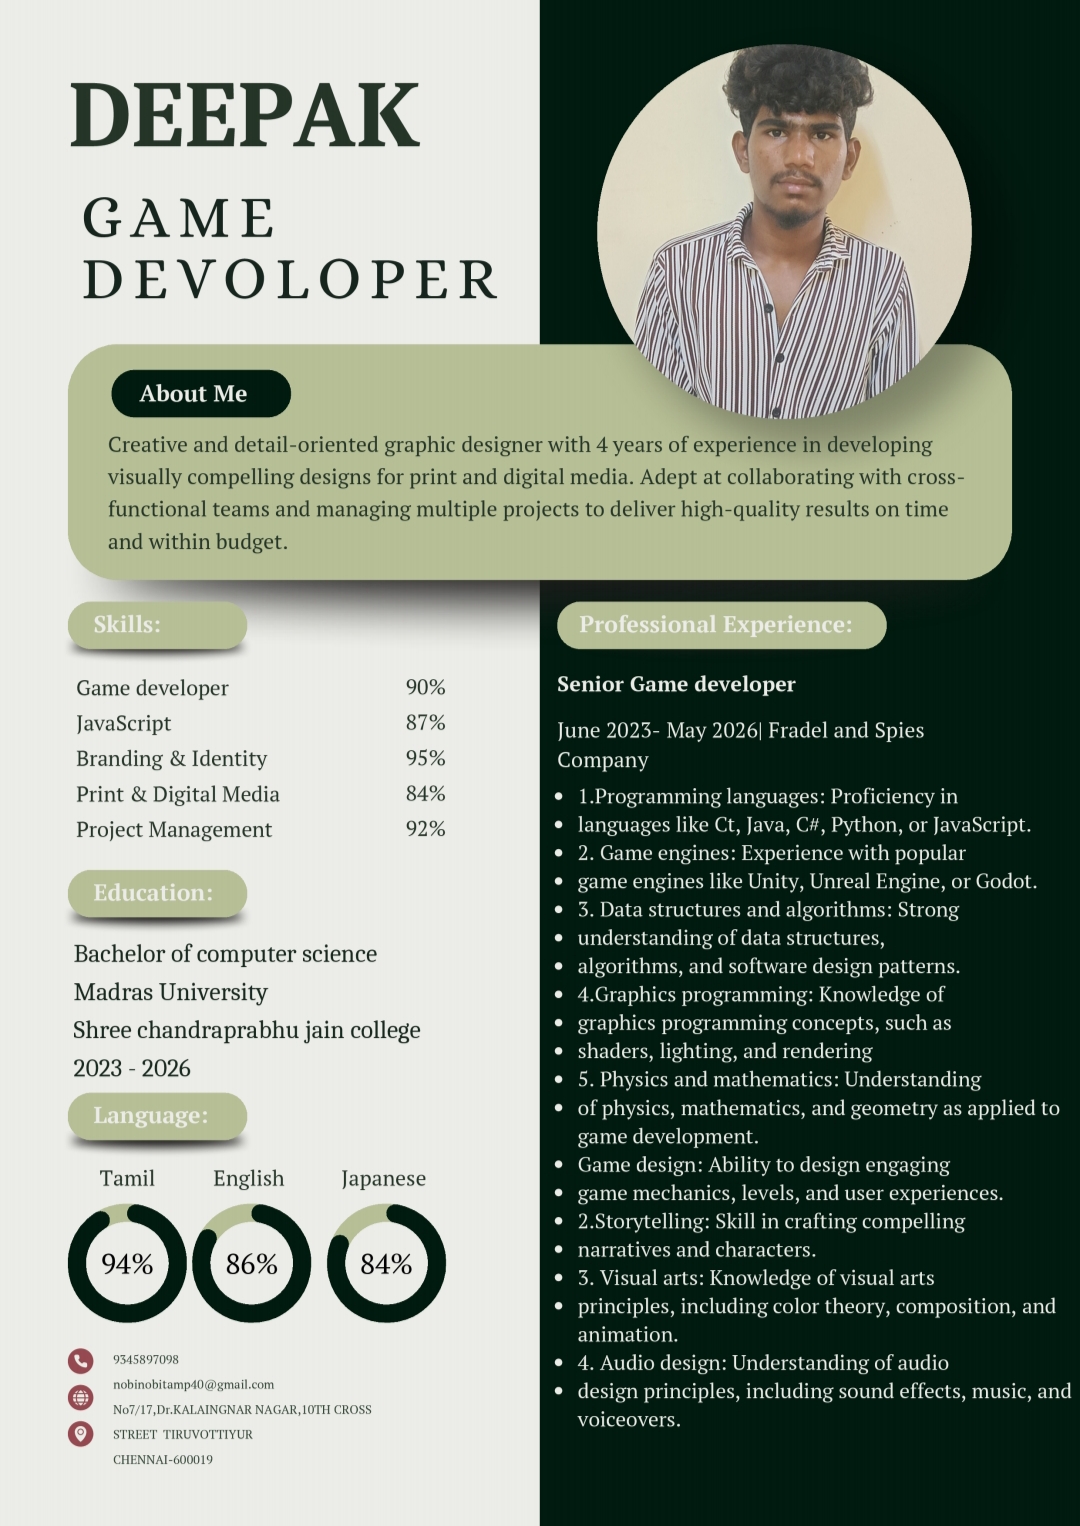 DEEPAK
GAME
DEVOLOPER
About Me
Creative and detail-oriented graphic designer with 4 years of experience in developing
visually compelling designs for print and digital media. Adept at collaborating with cross-
functional teams and managing multiple projects to deliver high-quality results on time
and within budget.
Skills:
Game developer 90%
JavaScript 87%
Branding & Identity 95%
Print & Digital Media 84%
Project Management 92%
Education:
Bachelor of computer science
Madras University
Shree chandraprabhu jain college
2023 - 2026
Language:
Tamil English Japanese
94% 86% 84%
9345897098
nobinobitamp40@gmail.com
No7/17,Dr.KALAINGNAR NAGAR,10TH CROSS
STREET TIRUVOTTIYUR
CHENNAI-600019
Professional Experience:
Senior Game developer
June 2023- May 2026| Fradel and Spies
Company
• 1.Programming languages: Proficiency in
• languages like Ct, Java, C#, Python, or JavaScript.
• 2. Game engines: Experience with popular
• game engines like Unity, Unreal Engine, or Godot.
• 3. Data structures and algorithms: Strong
• understanding of data structures,
• algorithms, and software design patterns.
• 4.Graphics programming: Knowledge of
• graphics programming concepts, such as
• shaders, lighting, and rendering
• 5. Physics and mathematics: Understanding
• of physics, mathematics, and geometry as applied to
game development.
• Game design: Ability to design engaging
• game mechanics, levels, and user experiences.
• 2.Storytelling: Skill in crafting compelling
• narratives and characters.
• 3. Visual arts: Knowledge of visual arts
• principles, including color theory, composition, and
animation.
• 4. Audio design: Understanding of audio
• design principles, including sound effects, music, and
voiceovers.